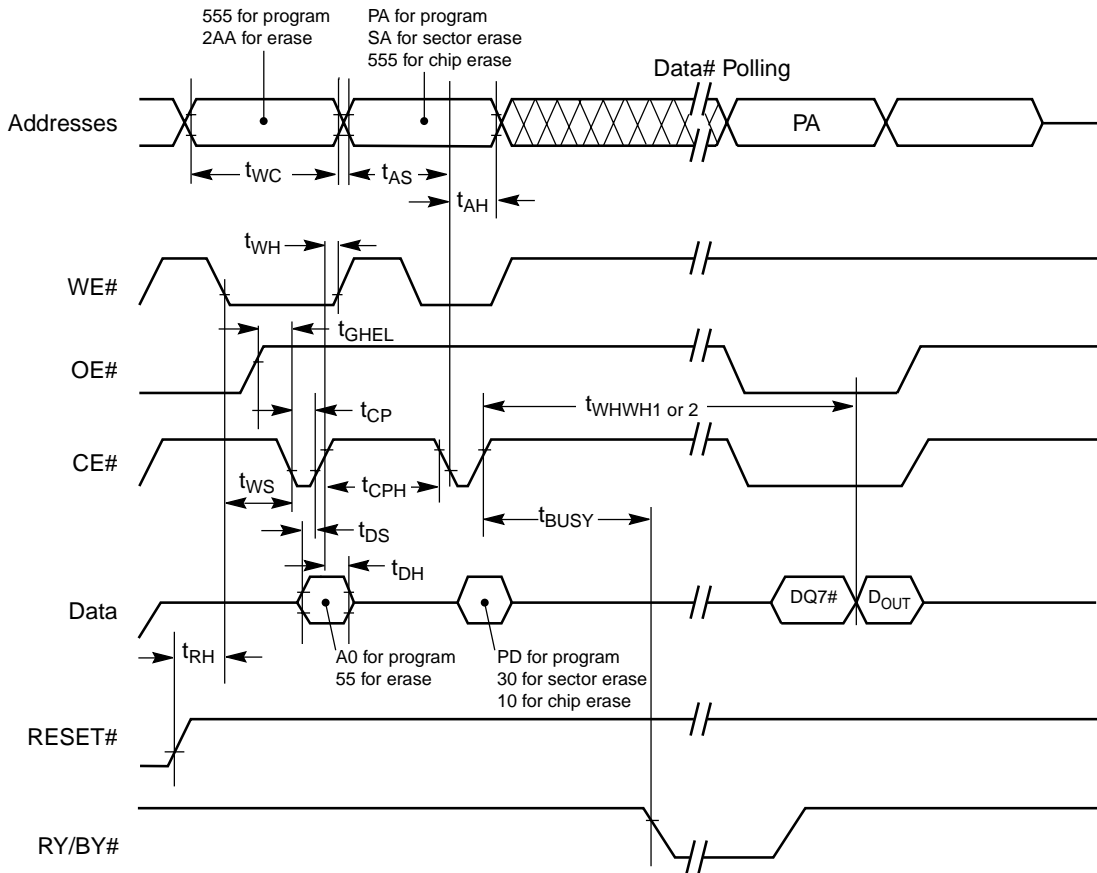 555 for program
2AA for erase
PA for program
SA for sector erase
555 for chip erase
Data# Polling
Addresses
PA
tWC
tAS
tAH
tWH
WE#
tGHEL
OE#
tCP
tWHWH1 or 2
CE#
tWS
tCPH
tBUSY
tDS
tDH
Data
DQ7#
DOUT
tRH
A0 for program
55 for erase
PD for program
30 for sector erase
10 for chip erase
RESET#
RY/BY#